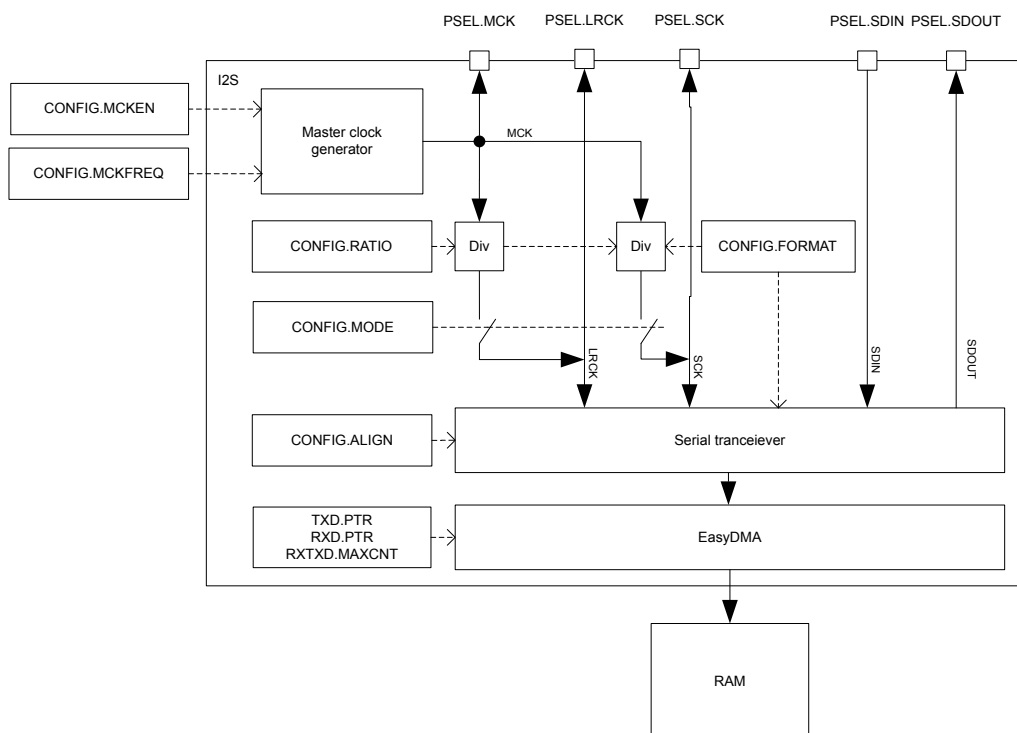 PSEL.MCK
PSEL.LRCK
PSEL.SCK
PSEL.SDIN
PSEL.SDOUT
I2S
CONFIG.MCKEN
Master clock
generator
MCK
CONFIG.MCKFREQ
CONFIG.RATIO
Div
Div
CONFIG.FORMAT
CONFIG.MODE
LRCK
SCK
SDIN
SDOUT
CONFIG.ALIGN
Serial tranceiever
TXD.PTR
RXD.PTR
RXTXD.MAXCNT
EasyDMA
RAM